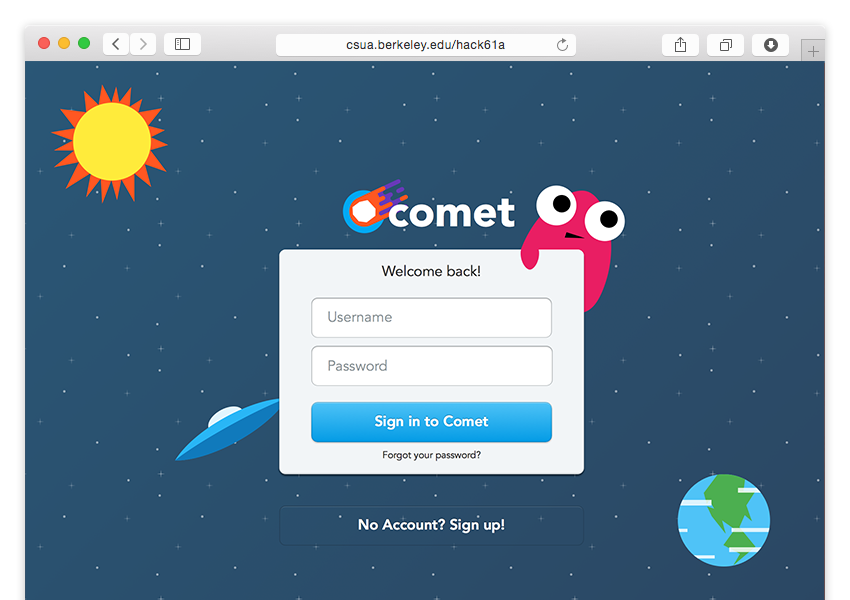 csua.berkeley.edu/hack61a
comet
Welcome back!
Username
Password
Sign in to Comet
Forgot your password?
No Account? Sign up!